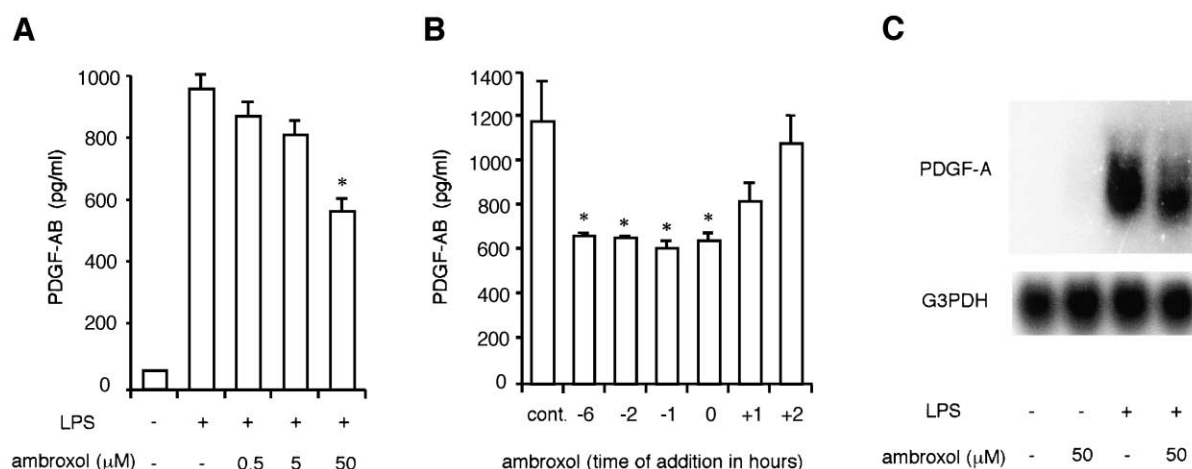 A
PDGF-AB (pg/ml)
1000
800
600
400
200
0
*
LPS - + + + +
ambroxol (μM) - - 0.5 5 50
B
PDGF-AB (pg/ml)
1400
1200
1000
800
600
400
200
0
* * * *
cont. -6 -2 -1 0 +1 +2
ambroxol (time of addition in hours)
C
PDGF-A
G3PDH
LPS - - + +
ambroxol (μM) - 50 - 50